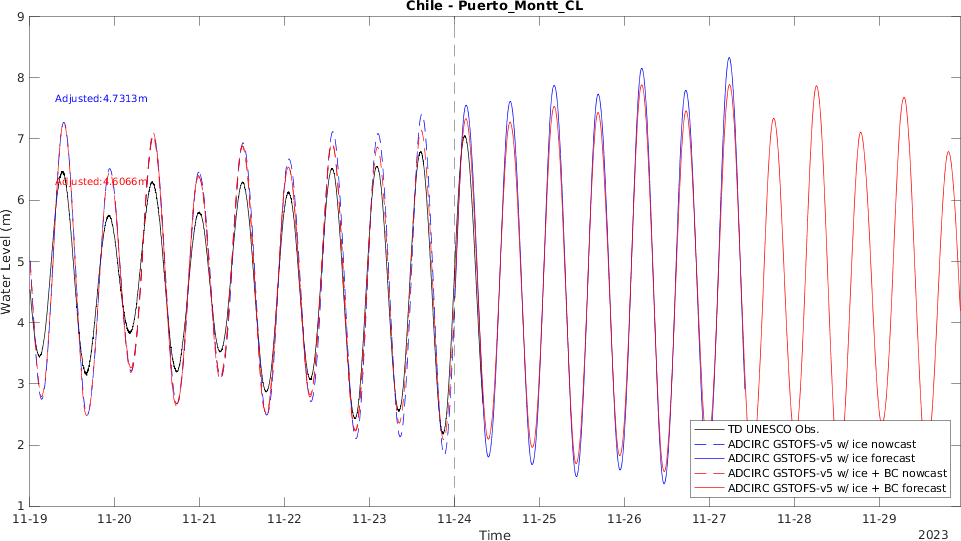 Chile - Puerto_Montt_CL
9
8
7
6
5
4
3
2
1
Water Level (m)
Adjusted:4.7313m
Adjusted:4.6066m
TD UNESCO Obs.
ADCIRC GSTOFS-v5 w/ ice nowcast
ADCIRC GSTOFS-v5 w/ ice forecast
ADCIRC GSTOFS-v5 w/ ice + BC nowcast
ADCIRC GSTOFS-v5 w/ ice + BC forecast
11-19 11-20 11-21 11-22 11-23 11-24 11-25 11-26 11-27 11-28 11-29
Time
2023